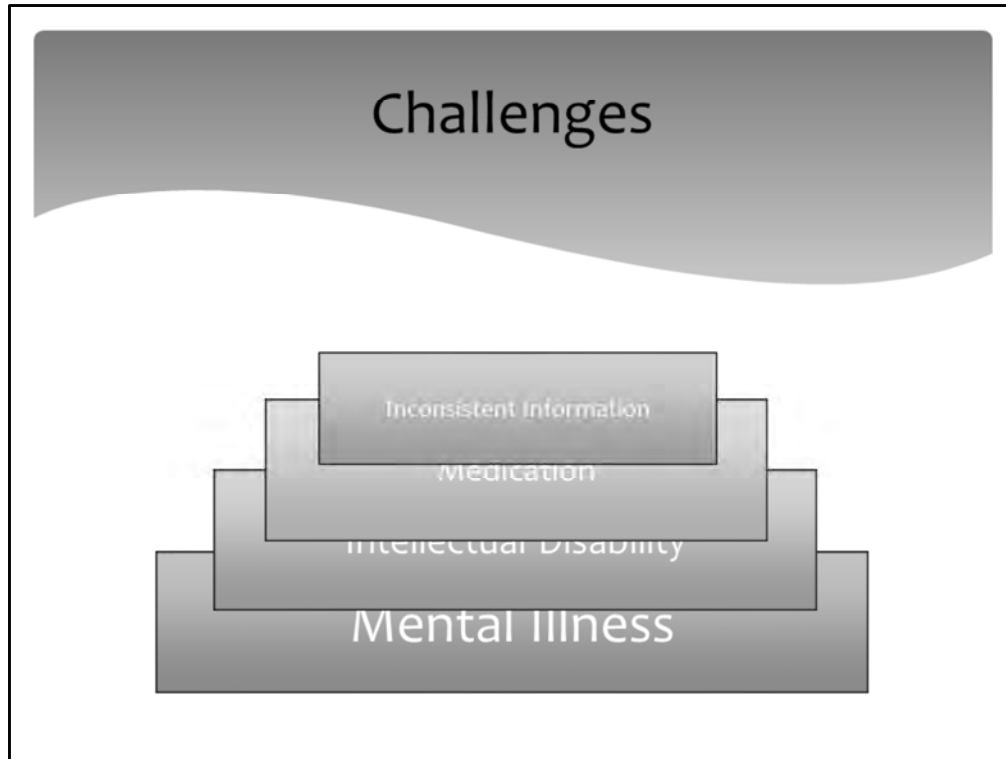 Challenges
Inconsistent Information
Medication
Intellectual Disability
Mental Illness